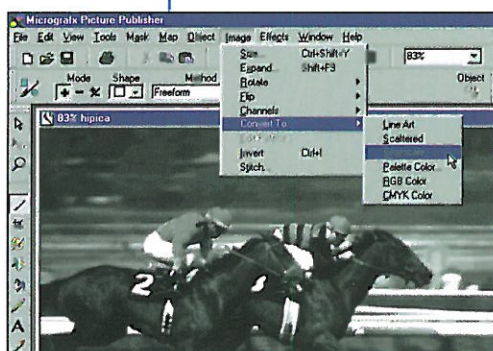 Micrografx Picture Publisher
File Edit View Tools Mask Map Object Image Effects Window Help
Size... Ctrl+Shift+Y
Expand... Shift+F9
Rotate
Flip
Channels
Convert To
Invert Ctrl+I
Stitch...
83%
Mode Shape Method
Freeform
Object
Line Art
Scattered
Palette Color...
RGB Color
CMYK Color
83% hipica
2
A